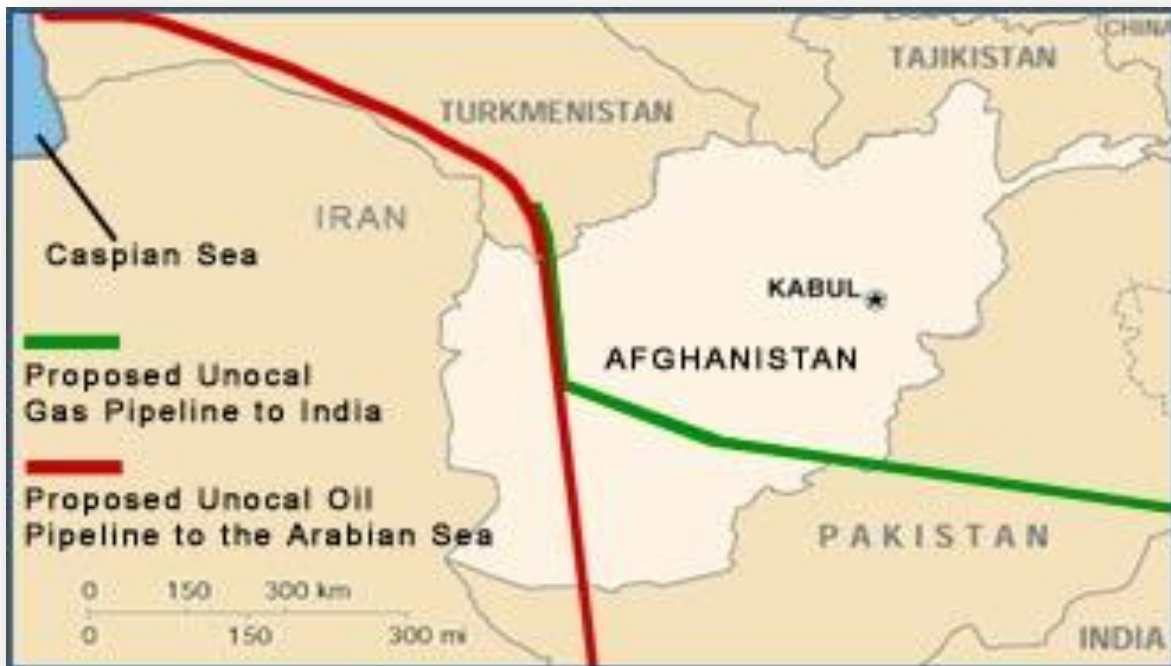 CHINA
TAJIKISTAN
TURKMENISTAN
IRAN
Caspian Sea
KABUL
AFGHANISTAN
Proposed Unocal
Gas Pipeline to India
Proposed Unocal Oil
Pipeline to the Arabian Sea
PAKISTAN
0 150 300 km
0 150 300 mi
INDIA